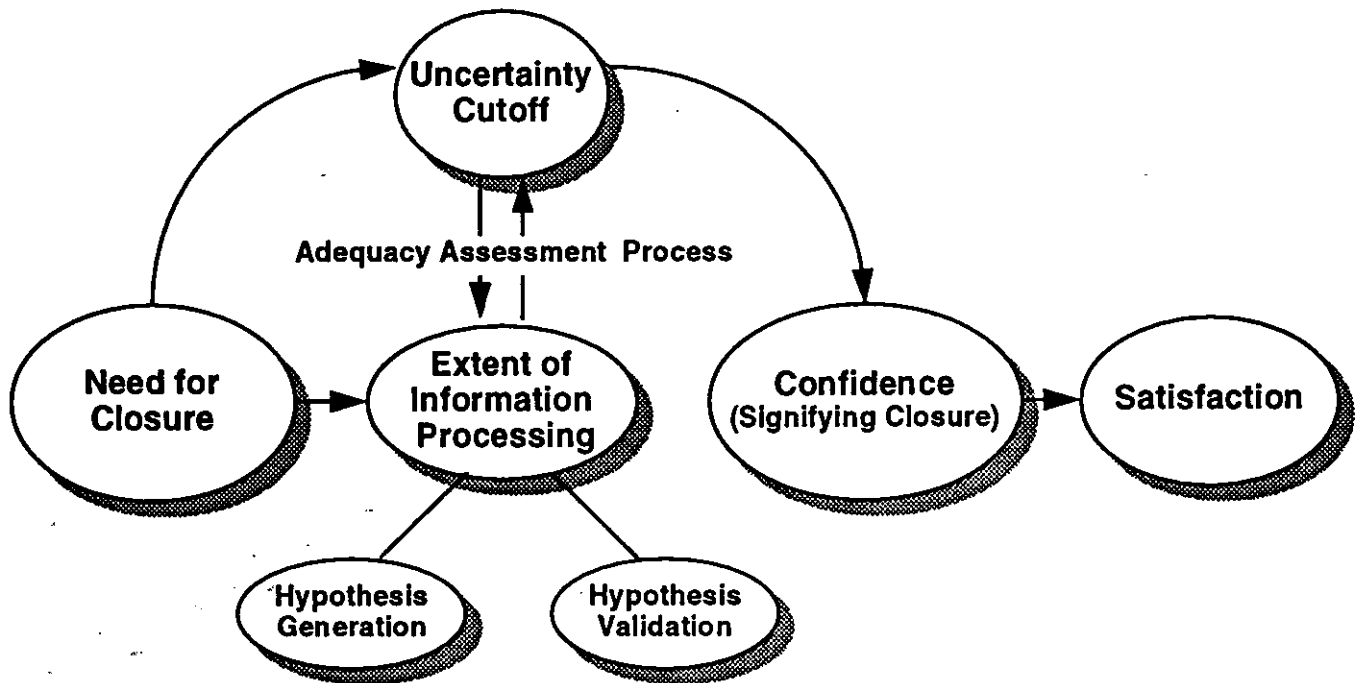 Uncertainty
Cutoff
Adequacy Assessment Process
Need for
Closure
Extent of
Information
Processing
Confidence
(Signifying Closure)
Satisfaction
Hypothesis
Generation
Hypothesis
Validation